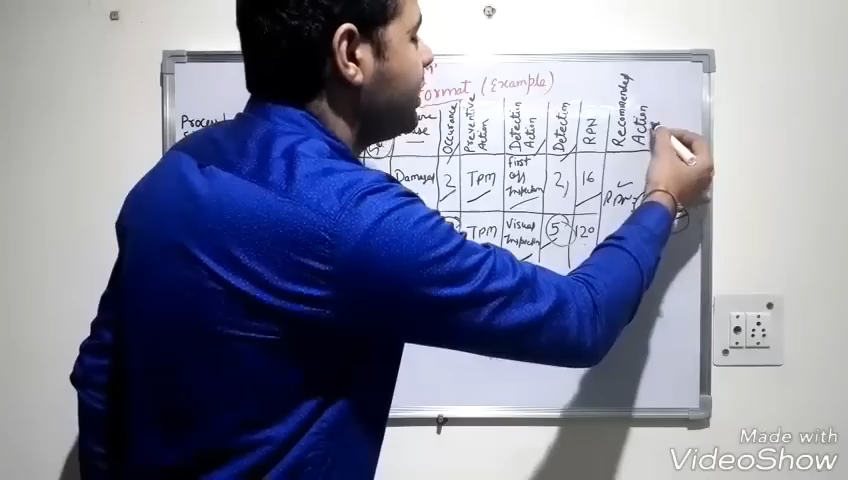 Format (Example)
Process
Occurance
Preventive
Action
Detection
Action
Detection
RPN
Recommended
Action
Damaged
2
TPM
First
Off
Inspection
2
16
RPN
TPM
Visual
Inspection
5
120
Made with
VideoShow